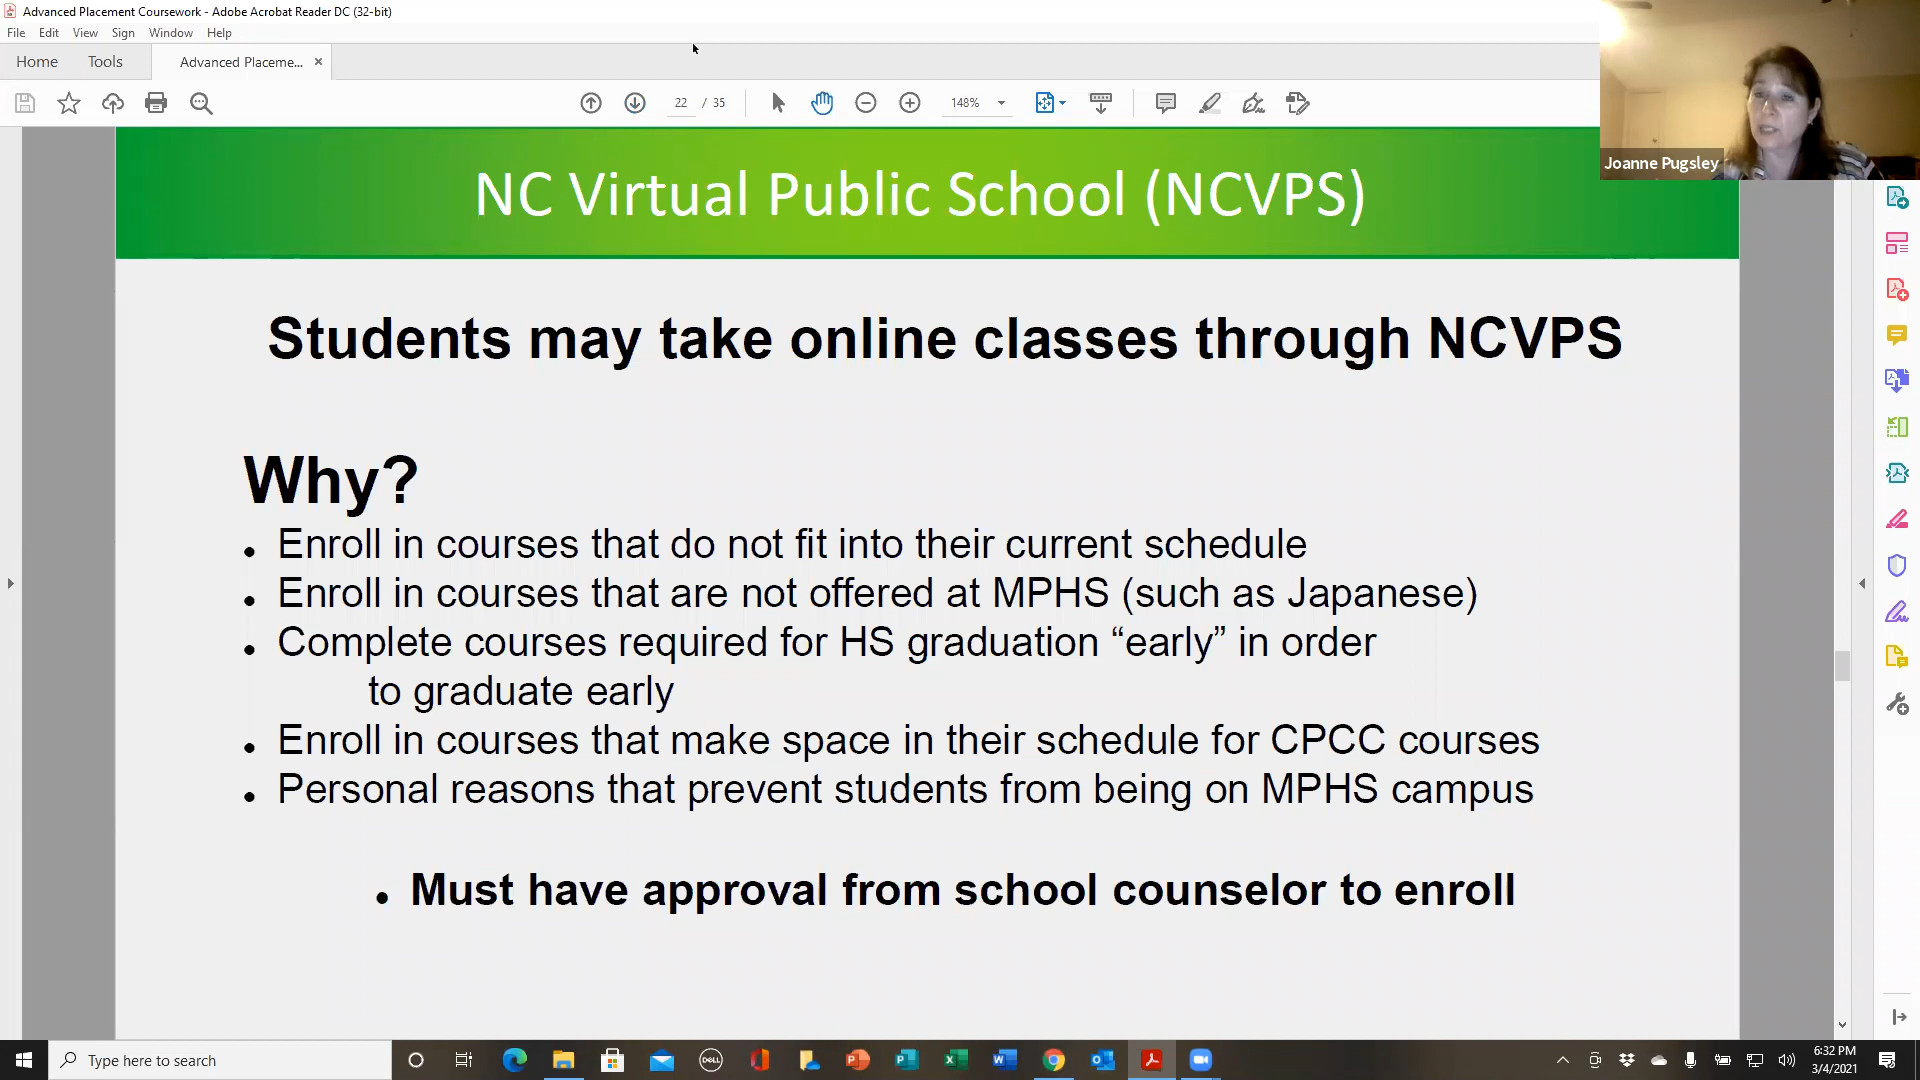 Advanced Placement Coursework - Adobe Acrobat Reader DC (32-bit)
File Edit View Sign Window Help
Home Tools Advanced Placeme... ×
22 / 35 148%
Joanne Pugsley
NC Virtual Public School (NCVPS)
Students may take online classes through NCVPS
Why?
• Enroll in courses that do not fit into their current schedule
• Enroll in courses that are not offered at MPHS (such as Japanese)
• Complete courses required for HS graduation “early” in order
to graduate early
• Enroll in courses that make space in their schedule for CPCC courses
• Personal reasons that prevent students from being on MPHS campus
• Must have approval from school counselor to enroll
Type here to search
DELL
6:32 PM
3/4/2021